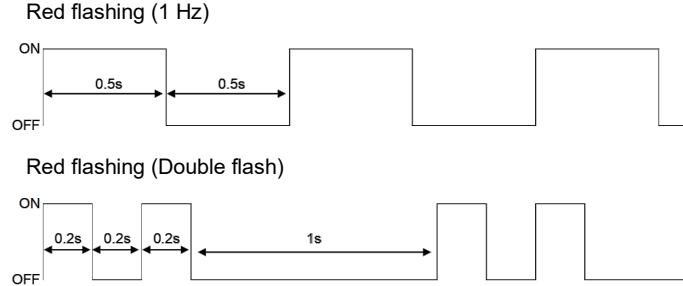 Red flashing (1 Hz)
ON
0.5s 0.5s
OFF
Red flashing (Double flash)
ON
0.2s 0.2s 0.2s 1s
OFF